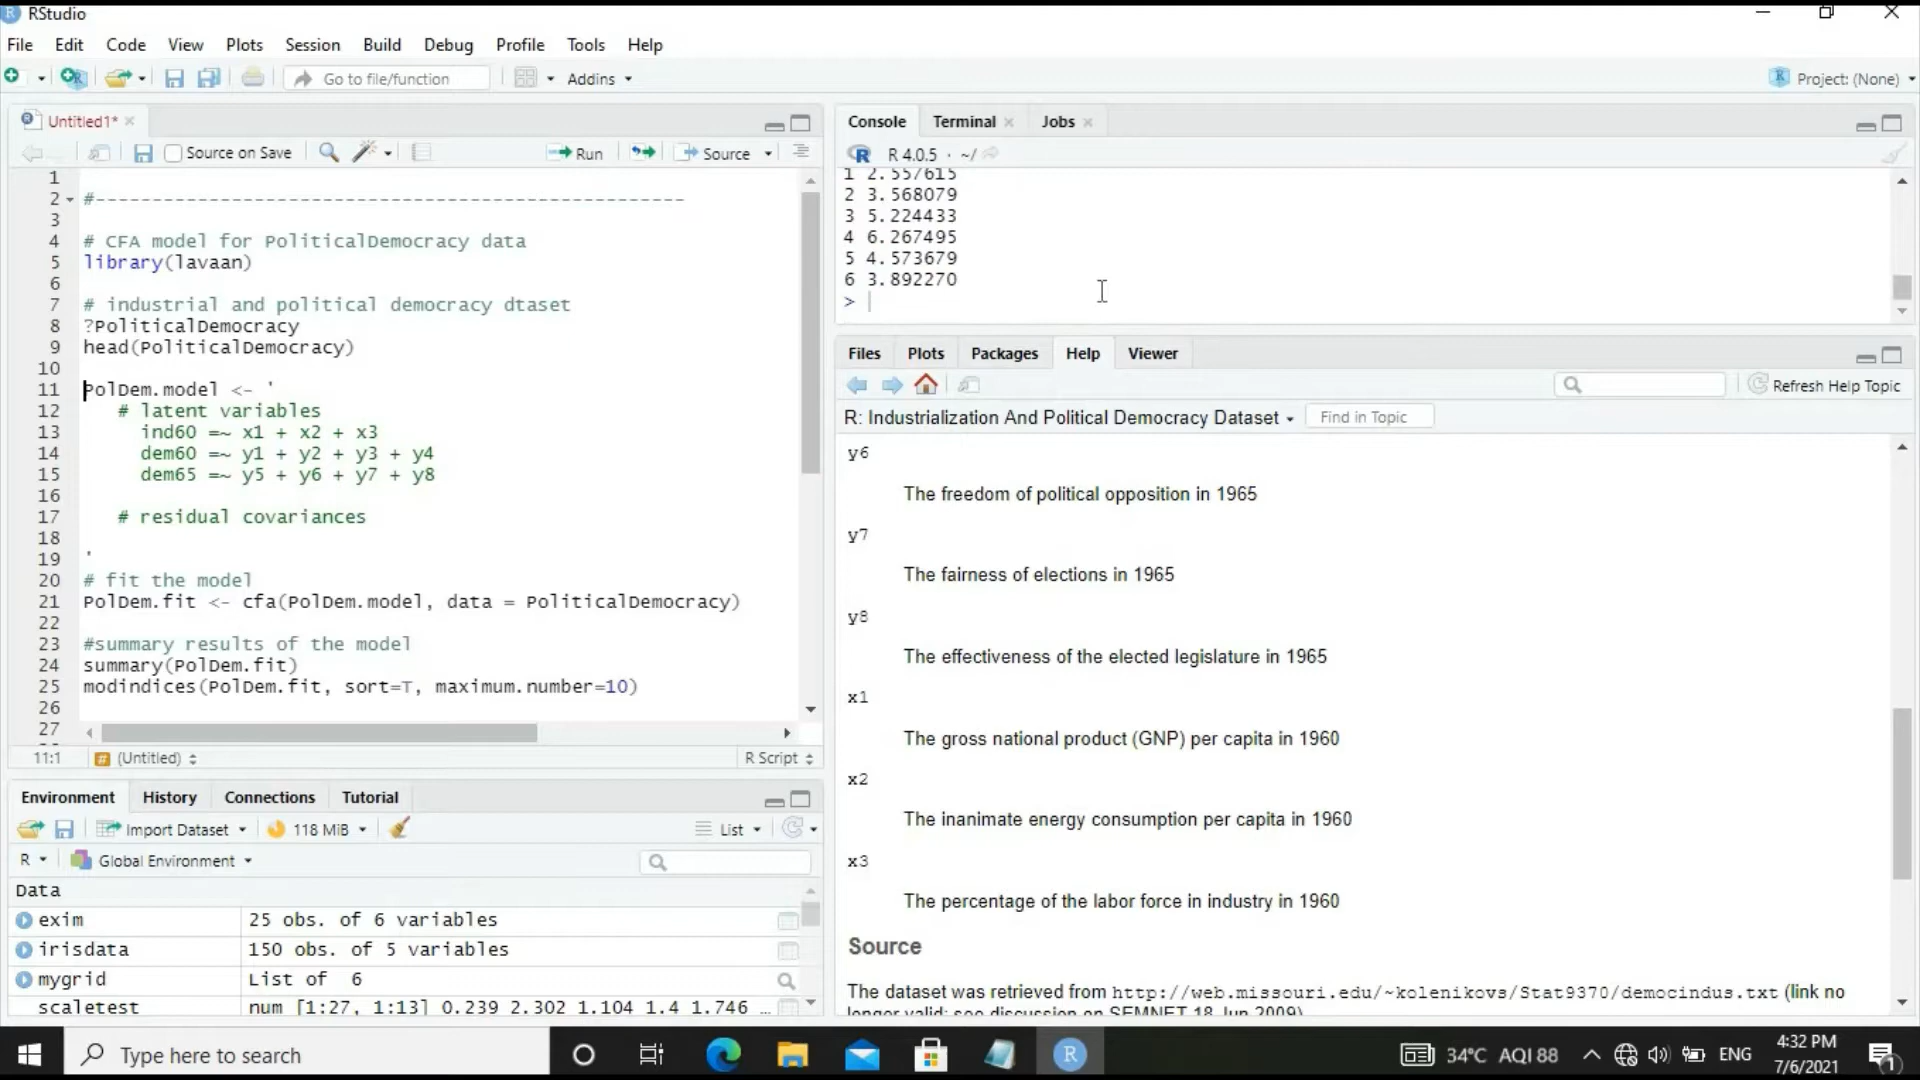 RStudio
File Edit Code View Plots Session Build Debug Profile Tools Help
Go to file/function Addins Project: (None)
Untitled1*
Source on Save Run Source
1
2 #----------------------------------------------------
3
4 # CFA model for PoliticalDemocracy data
5 library(lavaan)
6
7 # industrial and political democracy dtaset
8 ?PoliticalDemocracy
9 head(PoliticalDemocracy)
10
11 PolDem.model <- '
12 # latent variables
13 ind60 =~ x1 + x2 + x3
14 dem60 =~ y1 + y2 + y3 + y4
15 dem65 =~ y5 + y6 + y7 + y8
16
17 # residual covariances
18
19 '
20 # fit the model
21 PolDem.fit <- cfa(PolDem.model, data = PoliticalDemocracy)
22
23 #summary results of the model
24 summary(PolDem.fit)
25 modindices(PolDem.fit, sort=T, maximum.number=10)
26
27
11:1 # (Untitled) R Script
Environment History Connections Tutorial
Import Dataset 118 MiB List
R Global Environment
Data
exim 25 obs. of 6 variables
irisdata 150 obs. of 5 variables
mygrid List of 6
scaletest num [1:27, 1:13] 0.239 2.302 1.104 1.4 1.746 ...
Console Terminal Jobs
R 4.0.5 · ~/
1 2.557615
2 3.568079
3 5.224433
4 6.267495
5 4.573679
6 3.892270
>
Files Plots Packages Help Viewer
Refresh Help Topic
R: Industrialization And Political Democracy Dataset Find in Topic
y6
The freedom of political opposition in 1965
y7
The fairness of elections in 1965
y8
The effectiveness of the elected legislature in 1965
x1
The gross national product (GNP) per capita in 1960
x2
The inanimate energy consumption per capita in 1960
x3
The percentage of the labor force in industry in 1960
Source
The dataset was retrieved from http://web.missouri.edu/~kolenikovs/Stat9370/democindus.txt (link no
longer valid; see discussion on SEMNET 18 Jun 2009)
Type here to search
34°C AQI 88 ENG
4:32 PM
7/6/2021
1